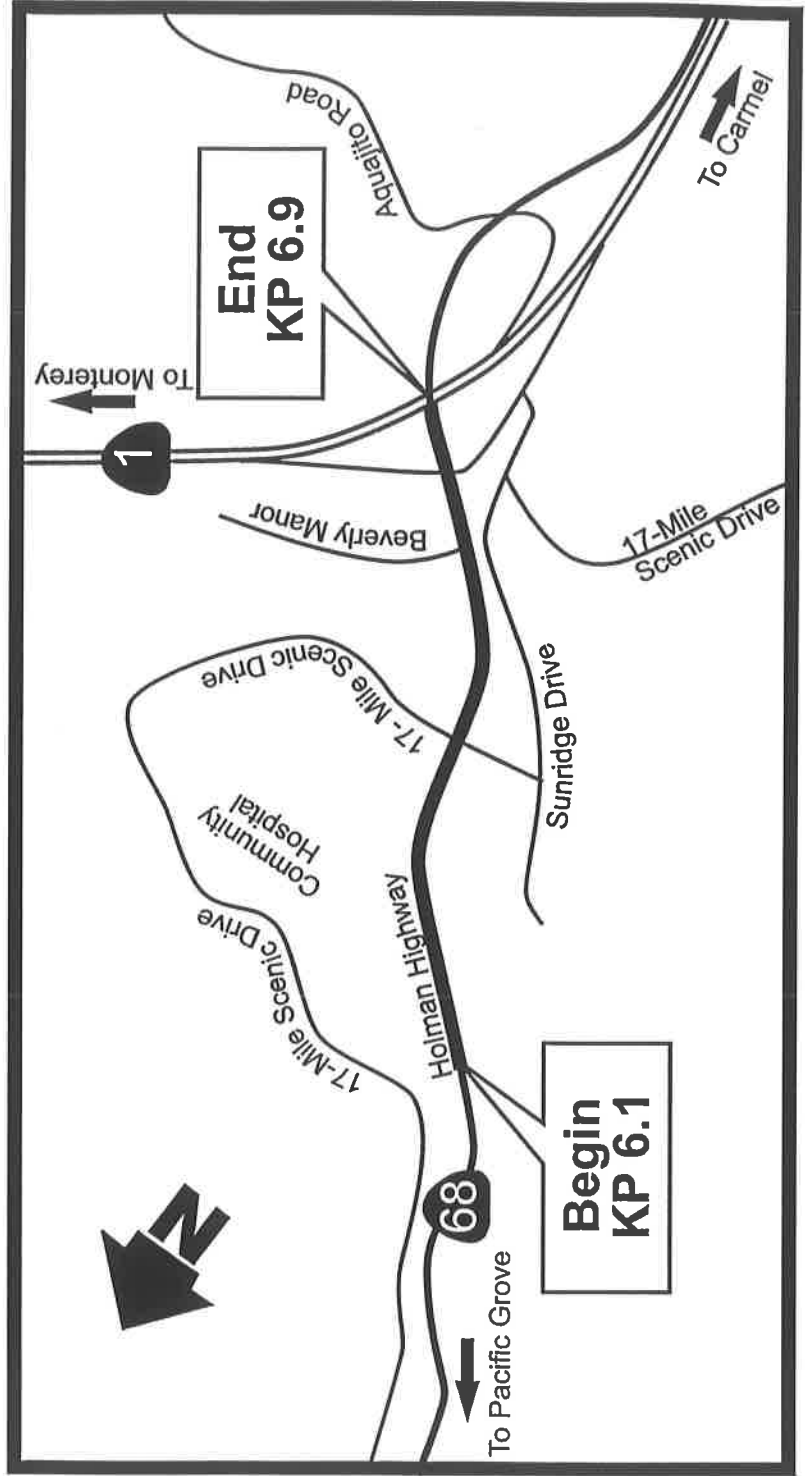 To Monterey
1
Aquajito Road
End
KP 6.9
To Carmel
Beverly Manor
17-Mile
Scenic Drive
17- Mile Scenic Drive
Sunridge Drive
Community
Hospital
17-Mile Scenic Drive
Holman Highway
Begin
KP 6.1
68
To Pacific Grove
N